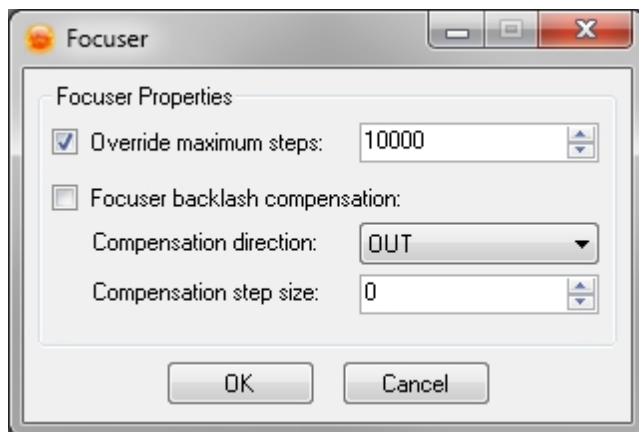 Focuser
Focuser Properties
Override maximum steps: 10000
Focuser backlash compensation:
Compensation direction: OUT
Compensation step size: 0
OK Cancel